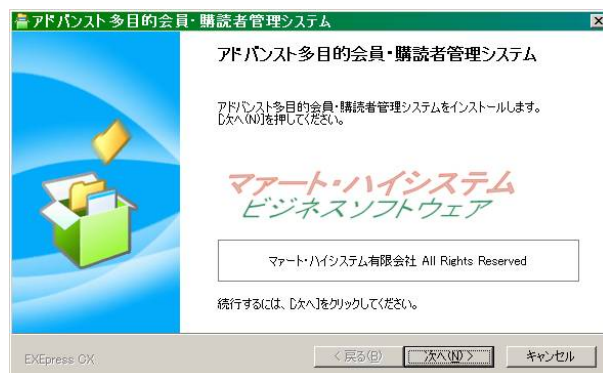 アドバンスト多目的会員・購読者管理システム
アドバンスト多目的会員・購読者管理システム
アドバンスト多目的会員・購読者管理システムをインストールします。
[次へ(N)]を押してください。
マァート・ハイシステム
ビジネスソフトウェア
マァート・ハイシステム有限会社 All Rights Reserved
続行するには、[次へ]をクリックしてください。
EXEpress CX
< 戻る(B)
次へ(N) >
キャンセル